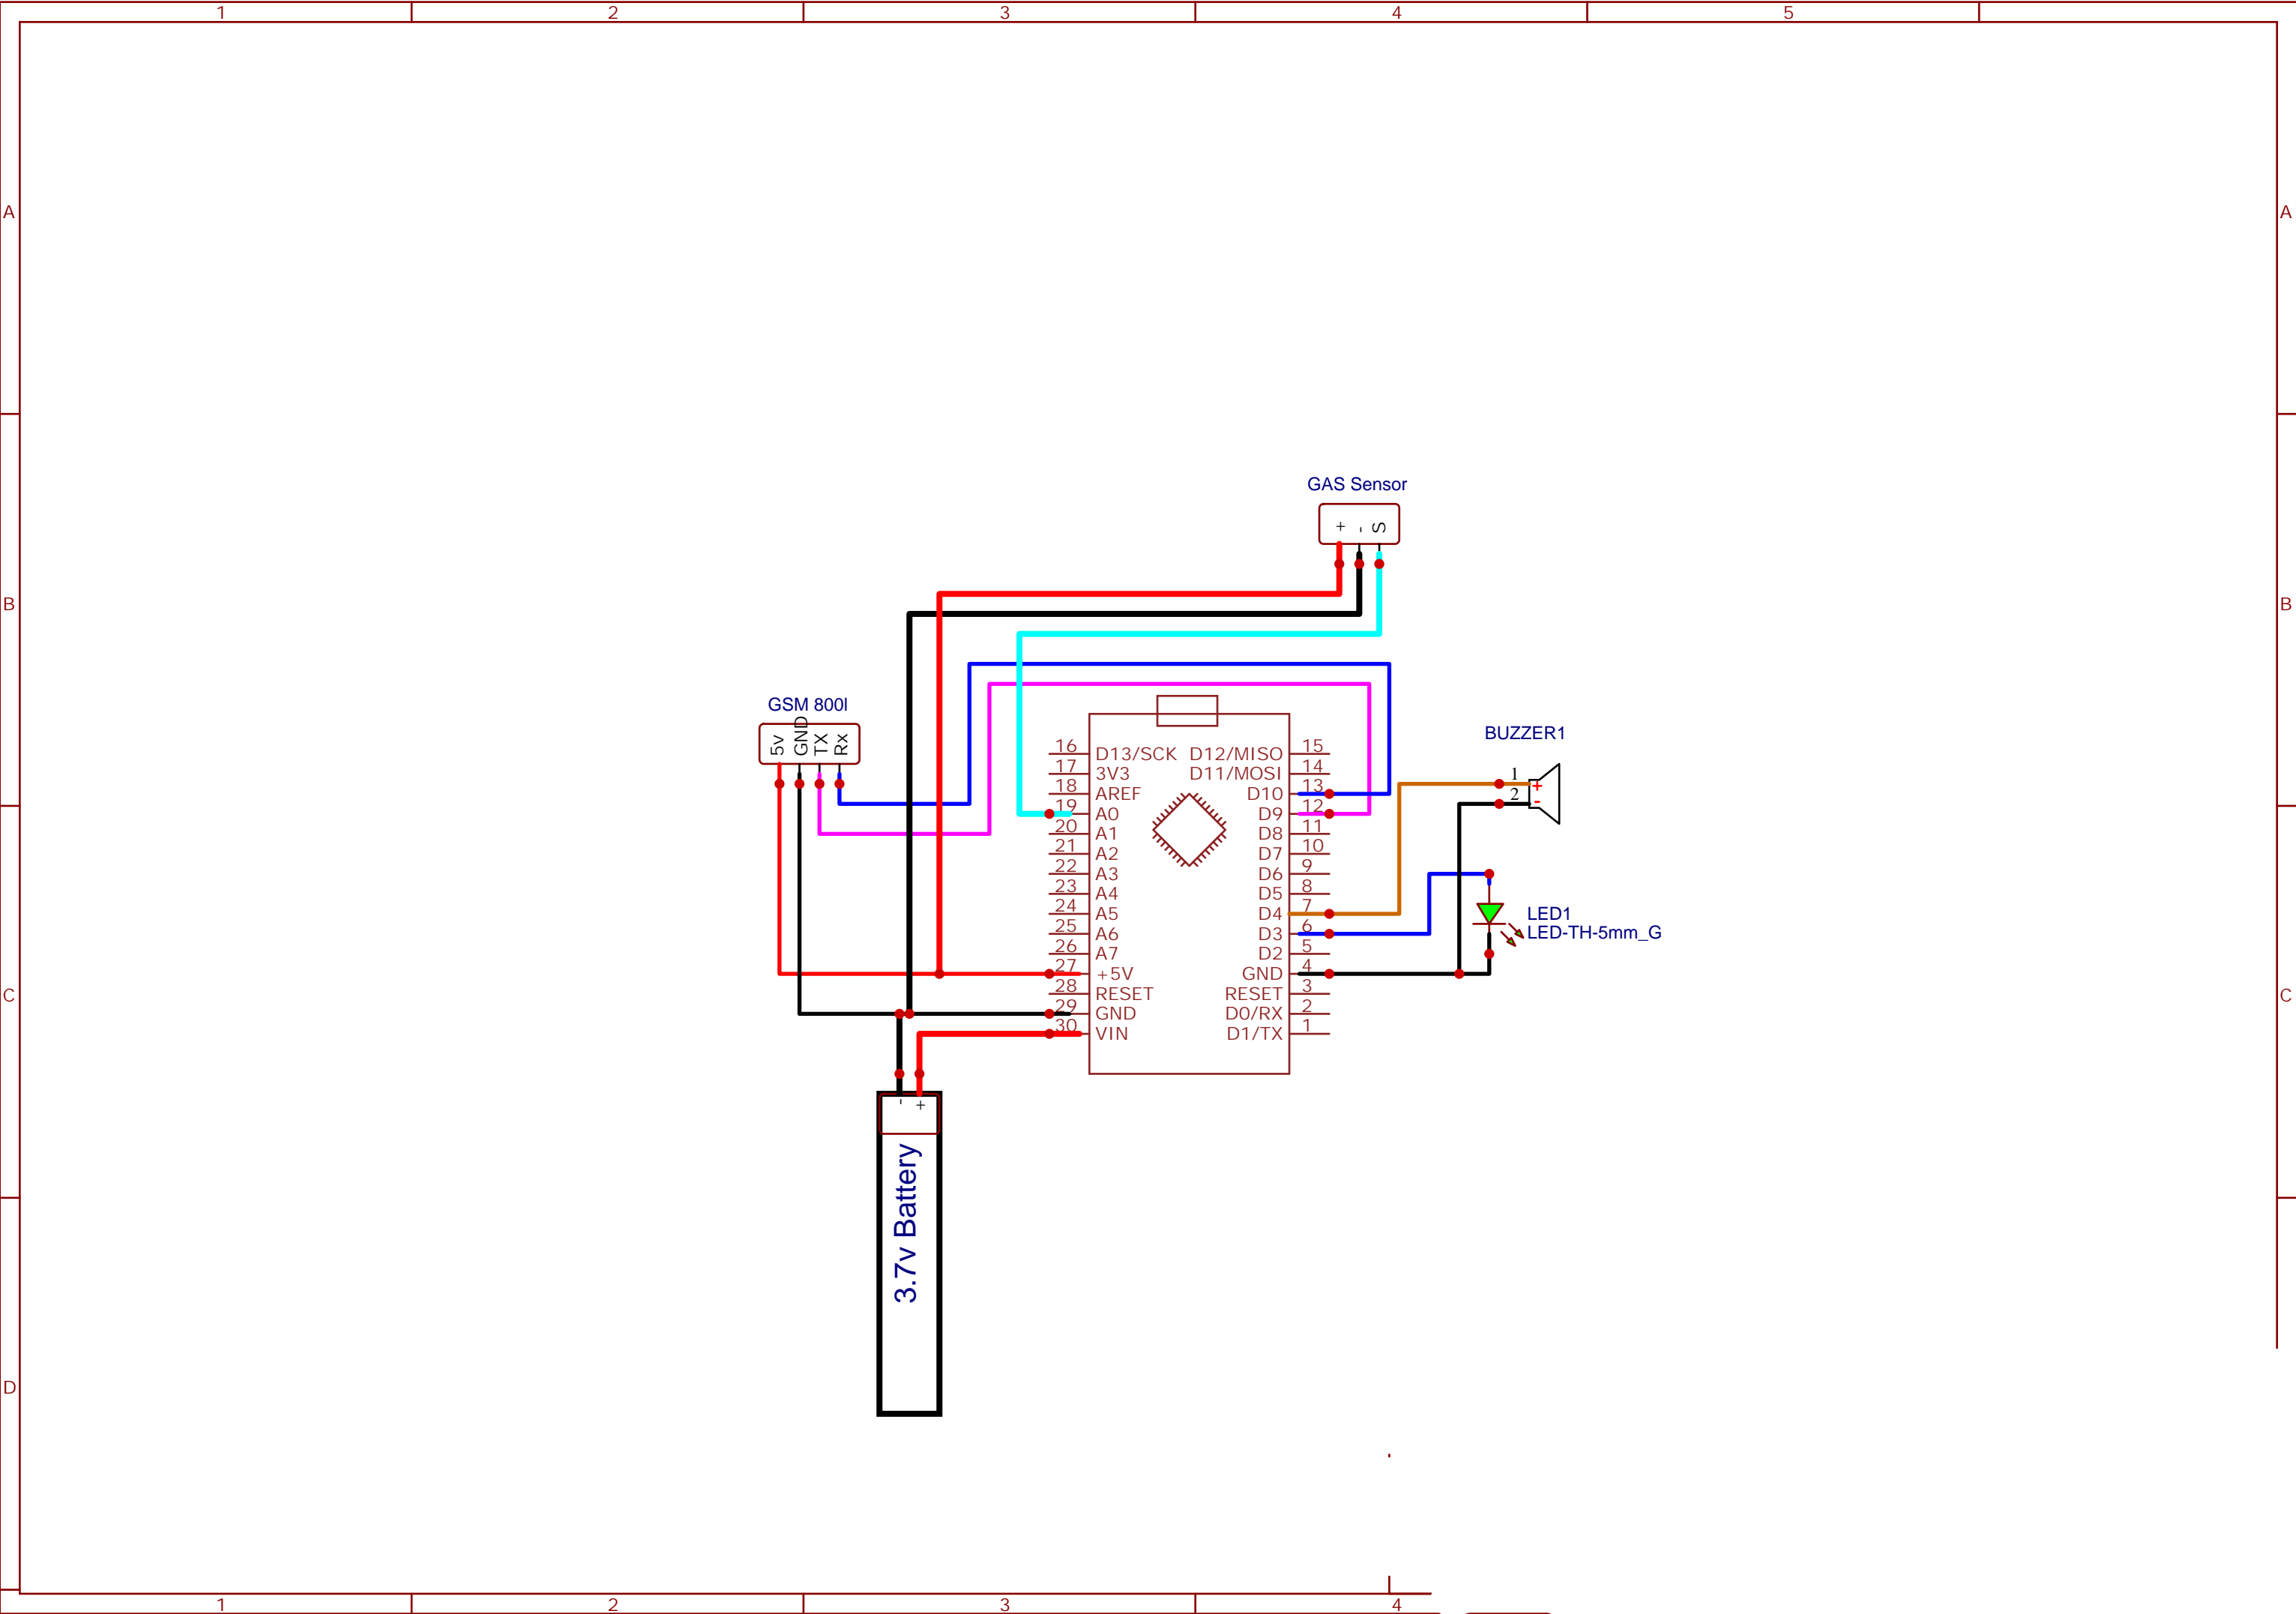 1 2 3 4 5
A A
GAS Sensor
+ - S
B B
GSM 800l
5v GND TX Rx
BUZZER1
1 +
2 -
16 D13/SCK D12/MISO 15
17 3V3 D11/MOSI 14
18 AREF D10 13
19 A0 D9 12
20 A1 D8 11
21 A2 D7 10
22 A3 D6 9
23 A4 D5 8
24 A5 D4 7
25 A6 D3 6
26 A7 D2 5
27 +5V GND 4
28 RESET RESET 3
29 GND D0/RX 2
30 VIN D1/TX 1
LED1
LED-TH-5mm_G
C C
- +
3.7v Battery
D
1 2 3 4